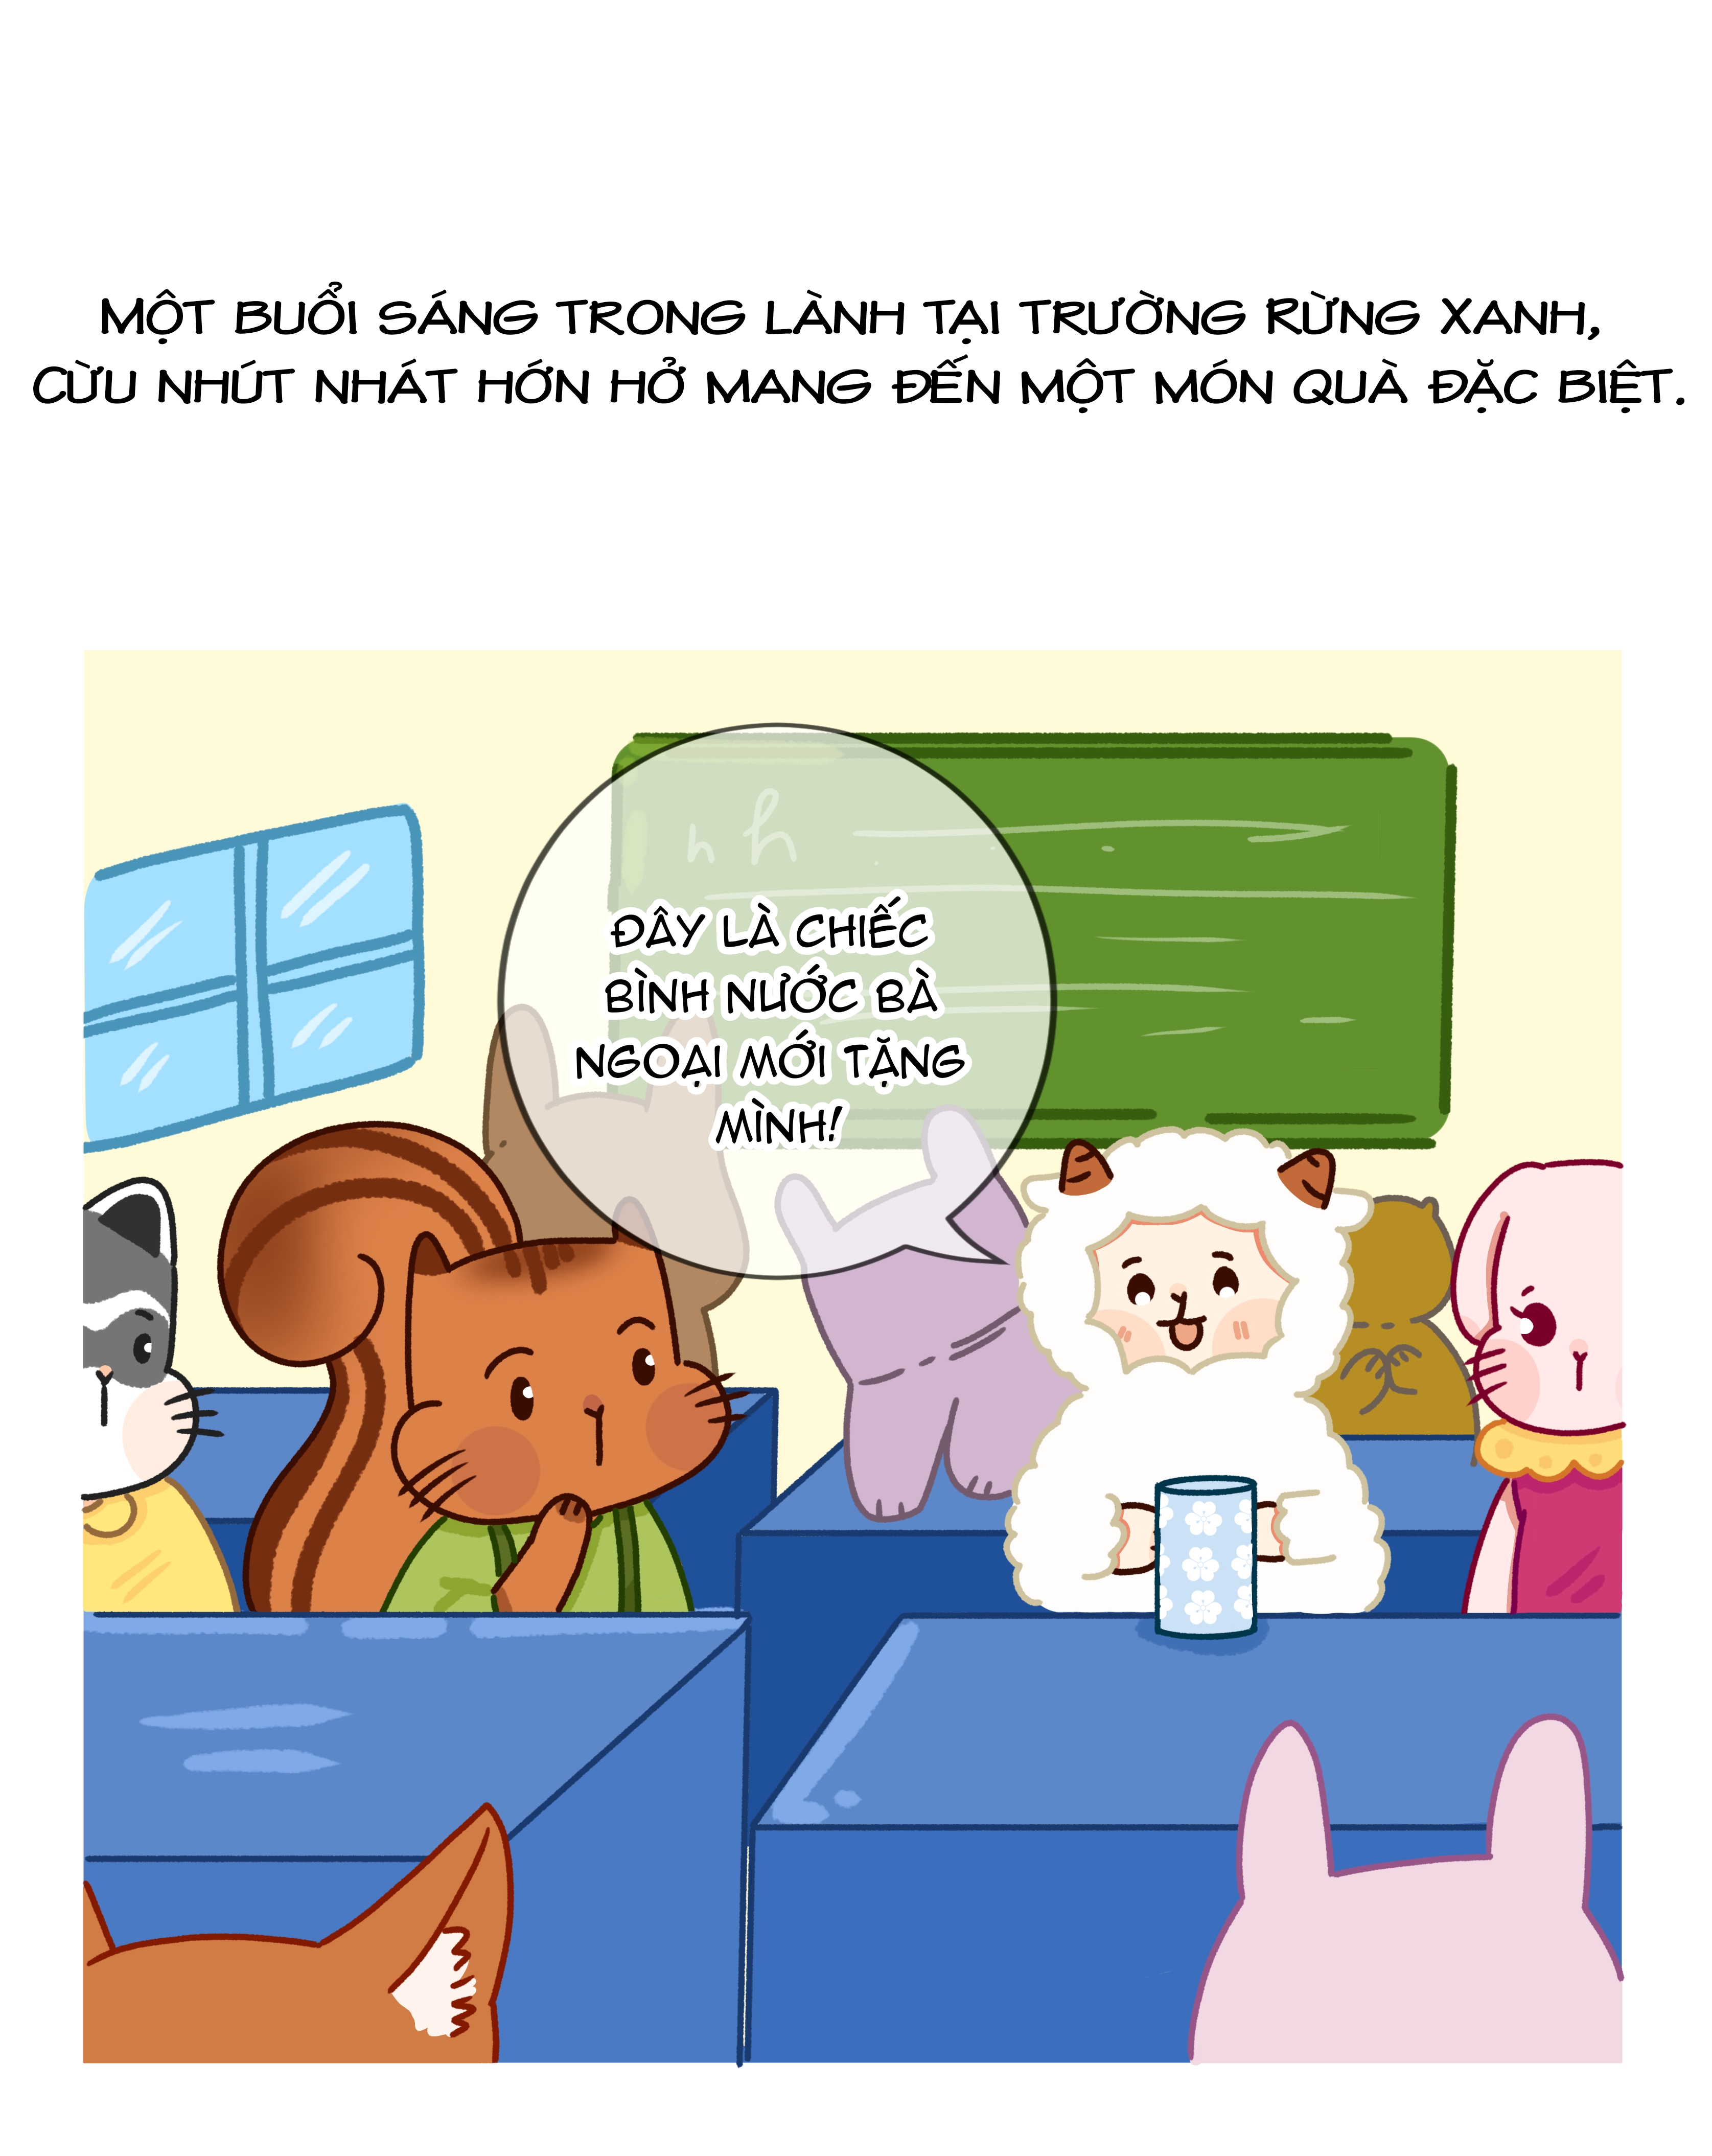 MỘT BUỔI SÁNG TRONG LÀNH TẠI TRƯỜNG RỪNG XANH,
CỪU NHÚT NHÁT HỚN HỞ MANG ĐẾN MỘT MÓN QUÀ ĐẶC BIỆT.
h h
ĐÂY LÀ CHIẾC
BÌNH NƯỚC BÀ
NGOẠI MỚI TẶNG
MÌNH!